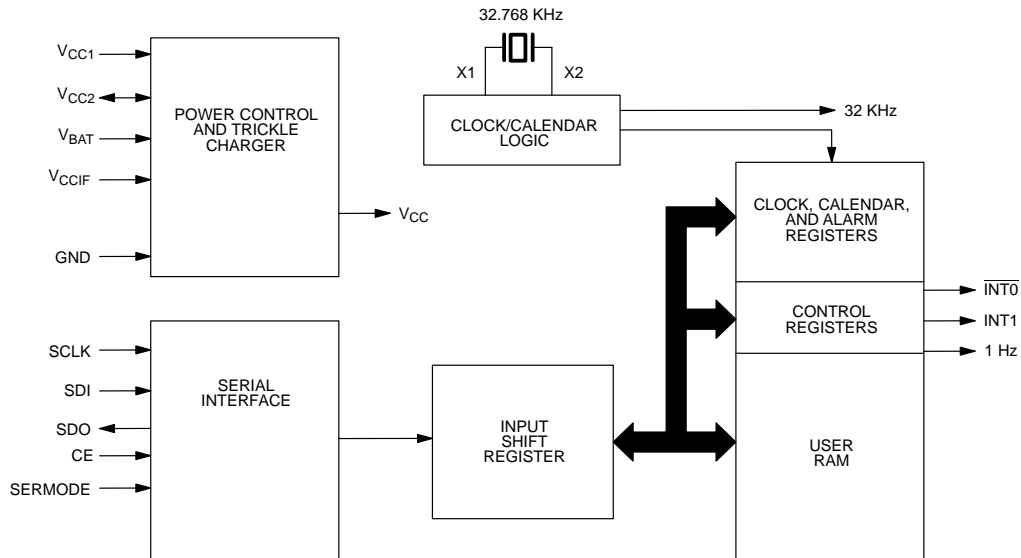 32.768 KHz
X1
X2
VCC1
VCC2
VBAT
VCCIF
GND
POWER CONTROL
AND TRICKLE
CHARGER
VCC
CLOCK/CALENDAR
LOGIC
32 KHz
CLOCK, CALENDAR,
AND ALARM
REGISTERS
CONTROL
REGISTERS
INT0
INT1
1 Hz
SCLK
SDI
SDO
CE
SERMODE
SERIAL
INTERFACE
INPUT
SHIFT
REGISTER
USER
RAM